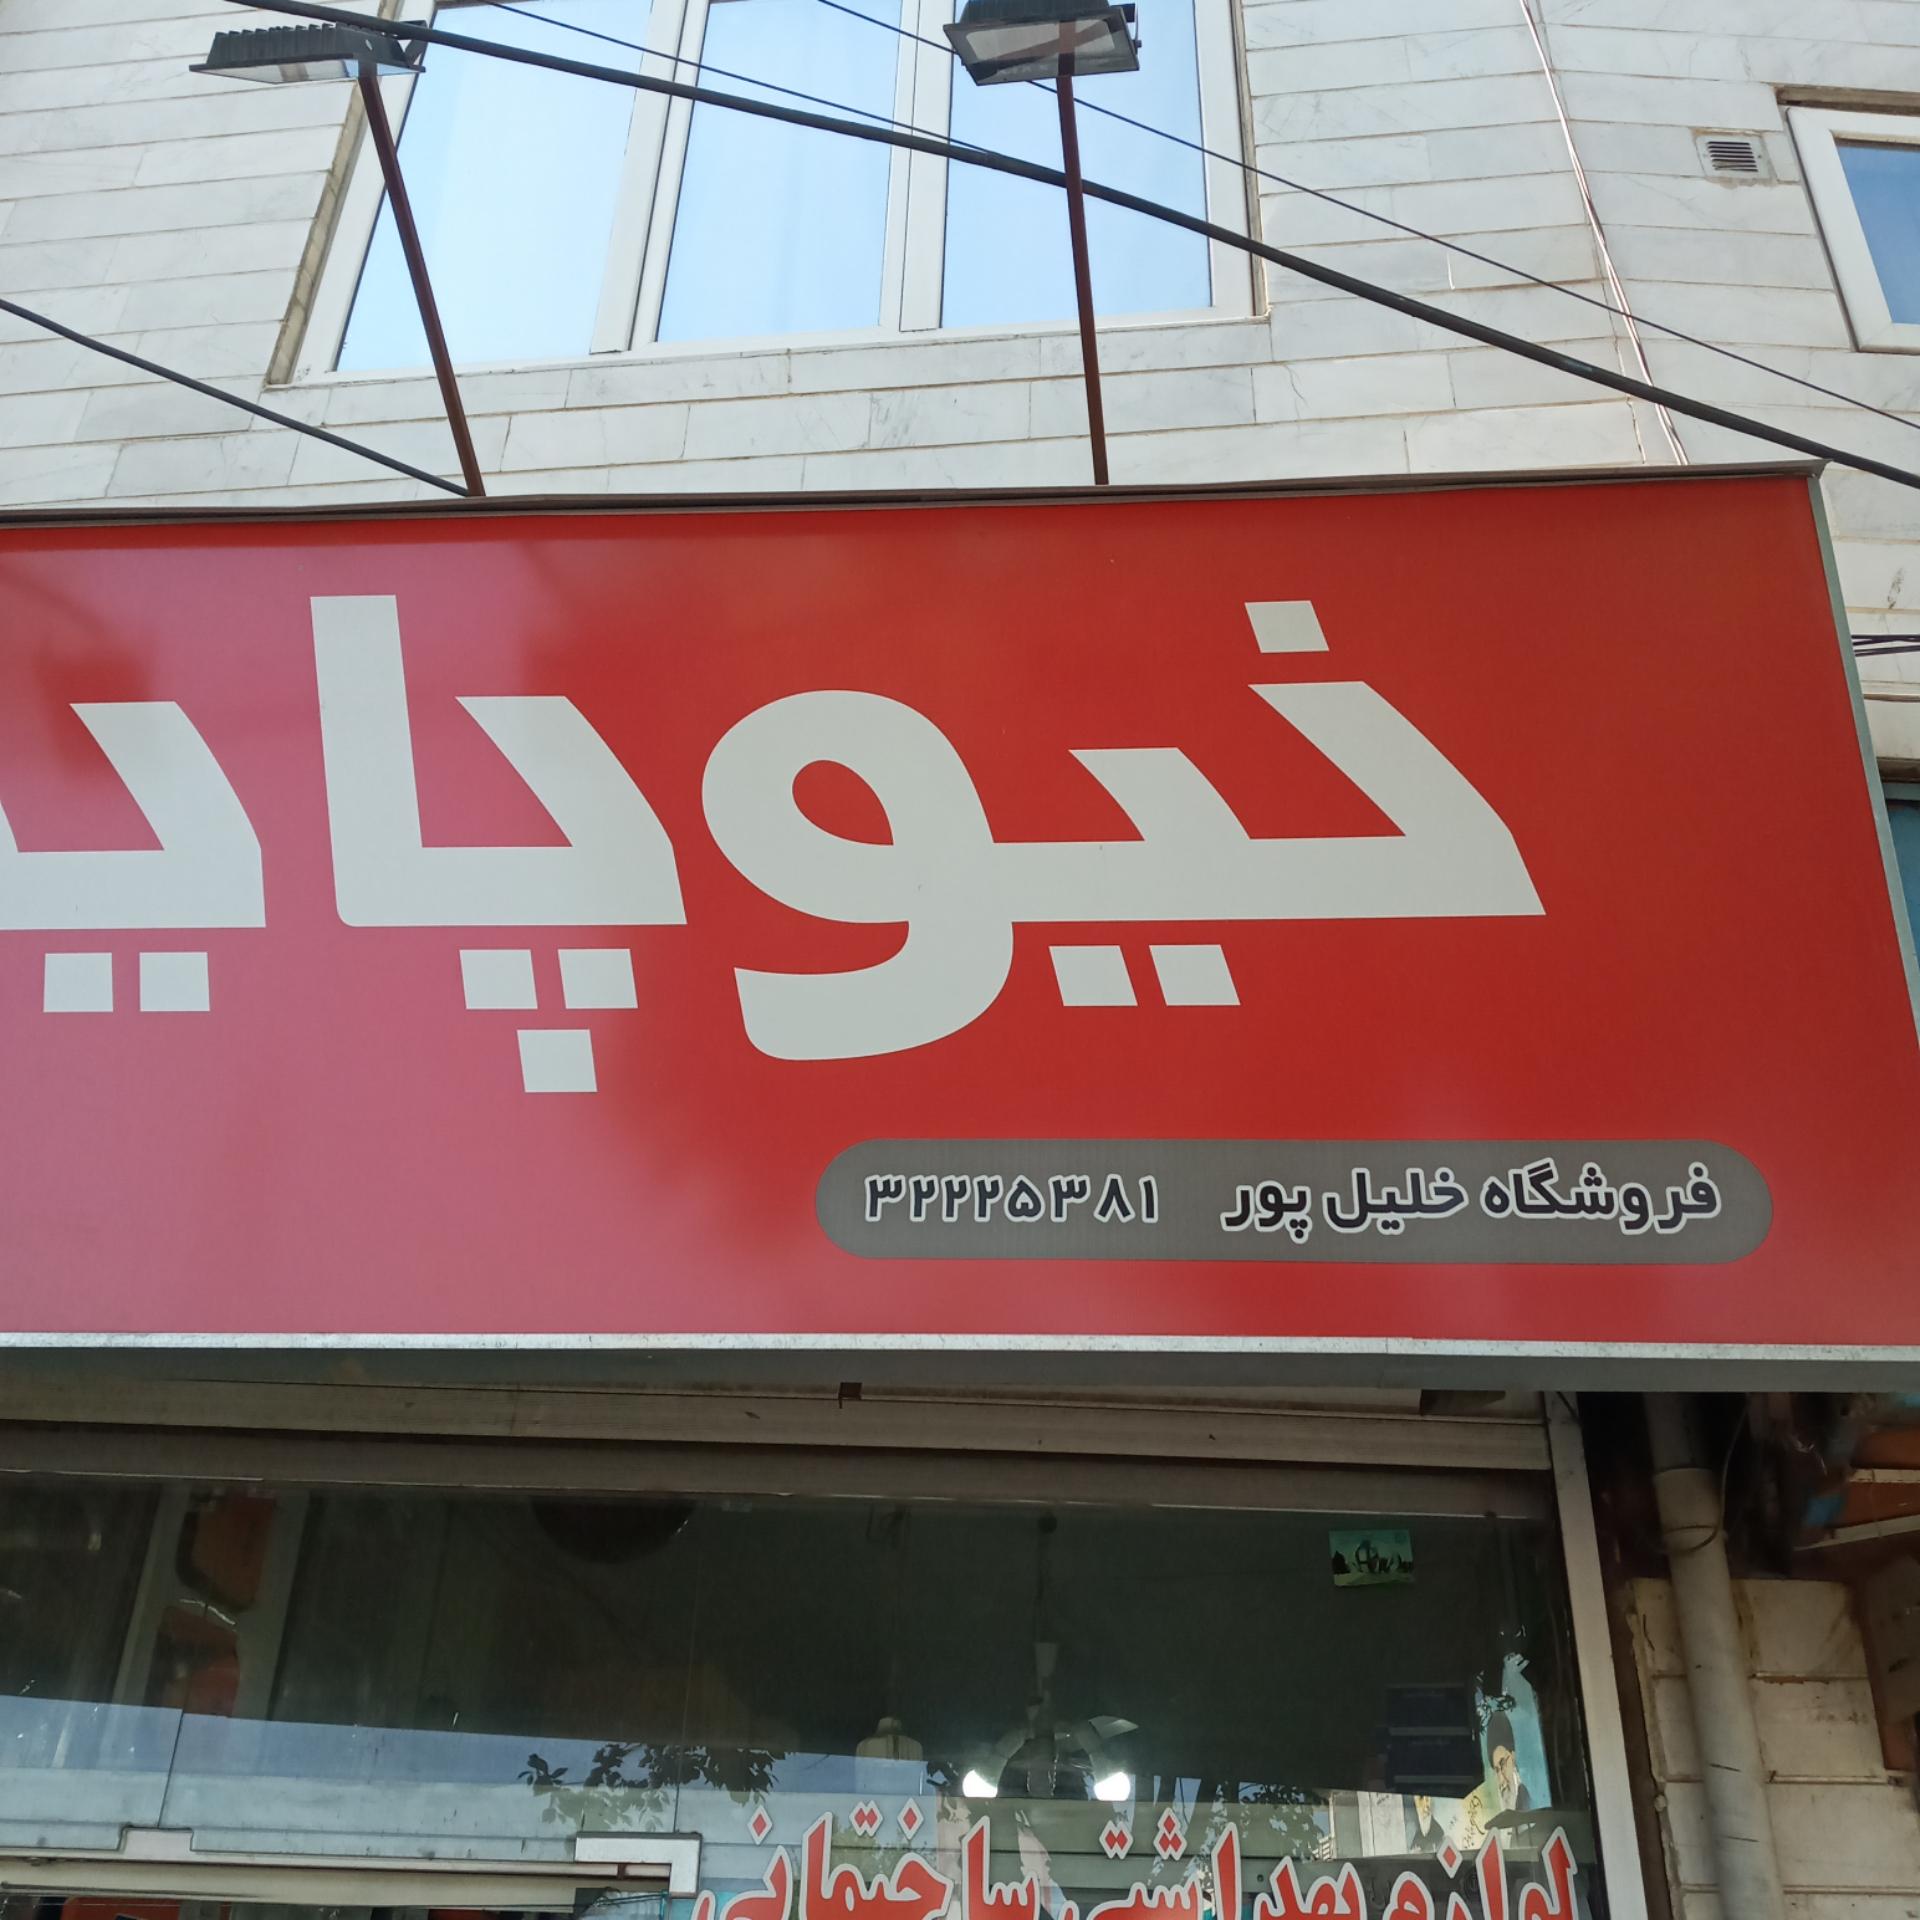 نیوپای
فروشگاه خلیل پور ۳۲۲۲۵۳۸۱
لوازم بهداشتی ساختمانی